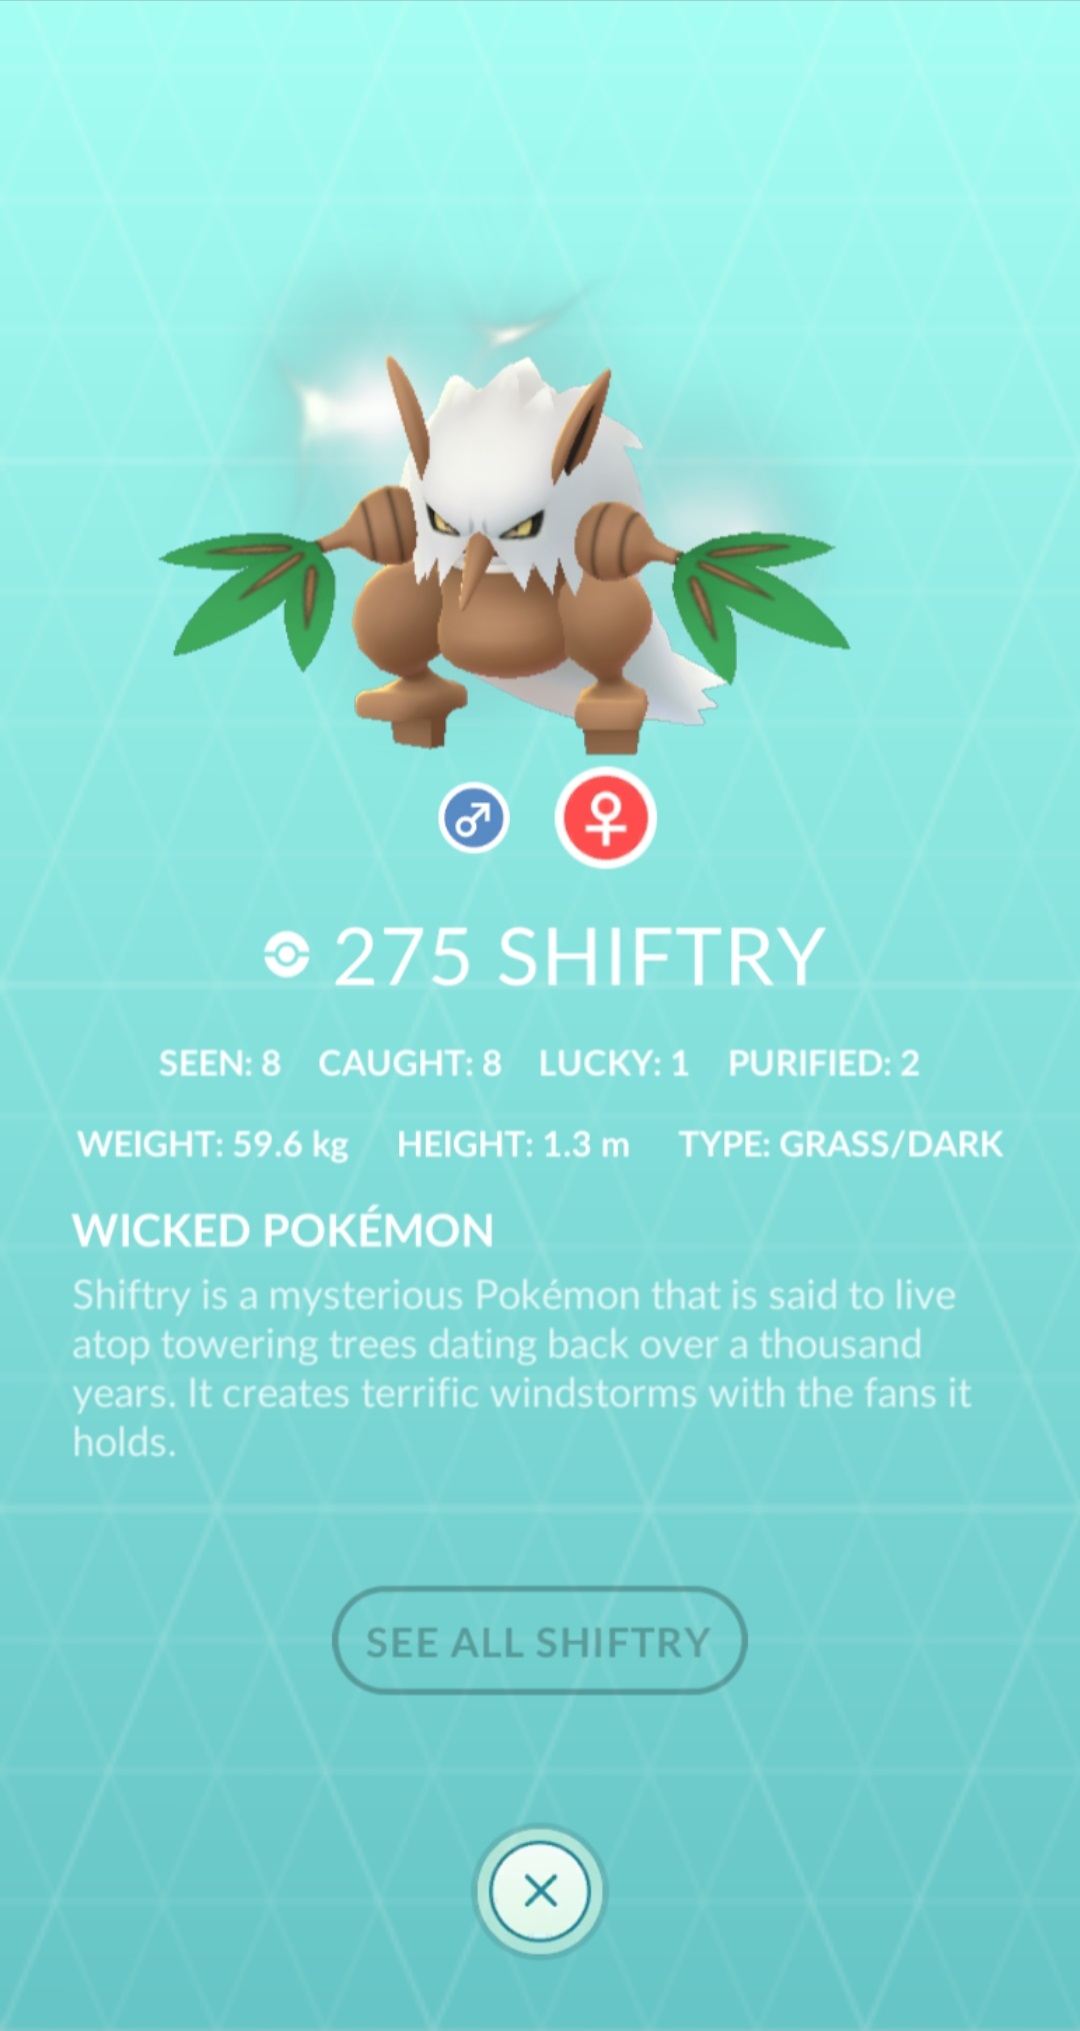 275 SHIFTRY
SEEN: 8 CAUGHT: 8 LUCKY: 1 PURIFIED: 2
WEIGHT: 59.6 kg HEIGHT: 1.3 m TYPE: GRASS/DARK
WICKED POKÉMON
Shiftry is a mysterious Pokémon that is said to live
atop towering trees dating back over a thousand
years. It creates terrific windstorms with the fans it
holds.
SEE ALL SHIFTRY